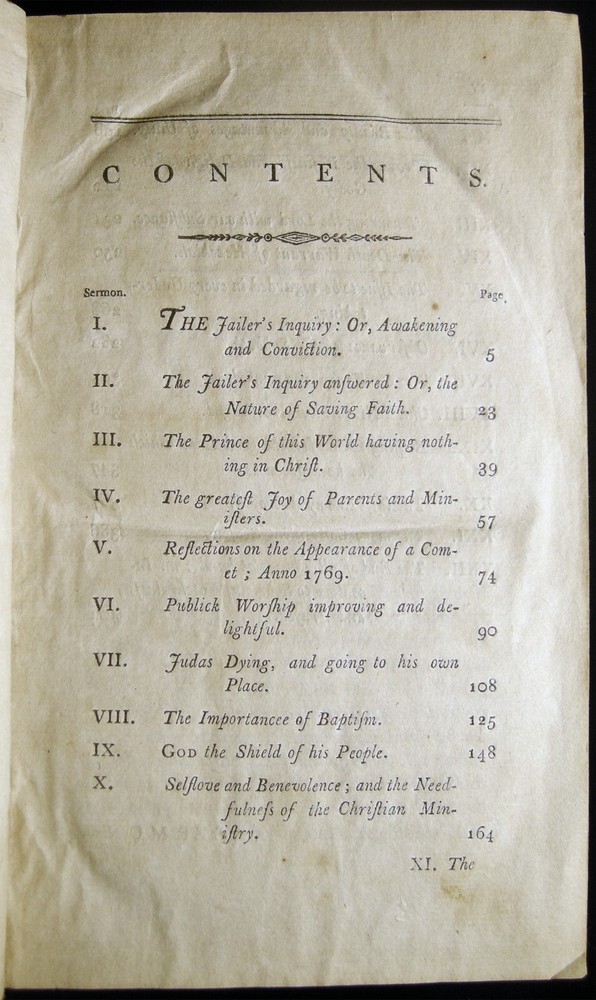 CONTENTS.
Sermon. Page.
I. THE Jailer's Inquiry: Or, Awakening
and Conviction. 5
II. The Jailer's Inquiry anſwered: Or, the
Nature of Saving Faith. 23
III. The Prince of this World having noth-
ing in Chriſt. 39
IV. The greateſt Joy of Parents and Min-
iſters. 57
V. Reflections on the Appearance of a Com-
et; Anno 1769. 74
VI. Publick Worſhip improving and de-
lightful. 90
VII. Judas Dying, and going to his own
Place. 108
VIII. The Importancee of Baptiſm. 125
IX. GOD the Shield of his People. 148
X. Selflove and Benevolence; and the Need-
fulneſs of the Chriſtian Min-
iſtry. 164
XI. The